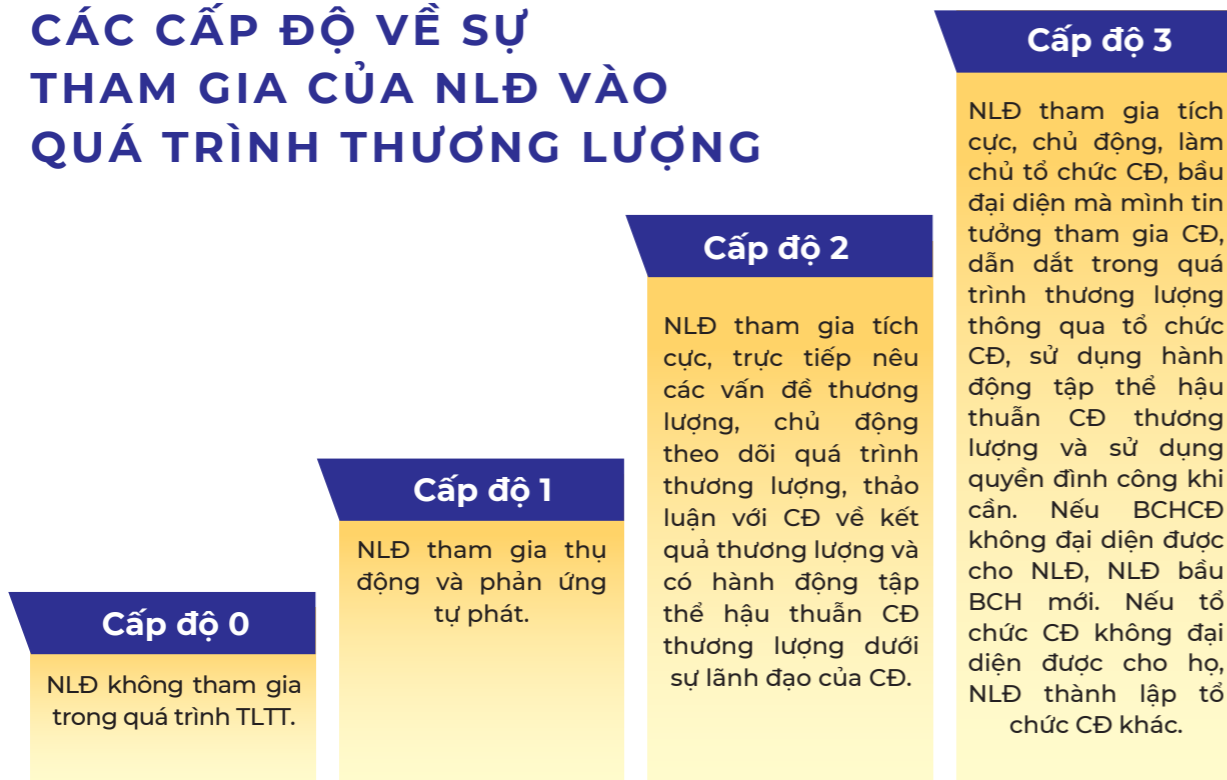 CÁC CẤP ĐỘ VỀ SỰ
THAM GIA CỦA NLĐ VÀO
QUÁ TRÌNH THƯƠNG LƯỢNG
Cấp độ 0
NLĐ không tham gia
trong quá trình TLTT.
Cấp độ 1
NLĐ tham gia thụ
động và phản ứng
tự phát.
Cấp độ 2
NLĐ tham gia tích
cực, trực tiếp nêu
các vấn đề thương
lượng, chủ động
theo dõi quá trình
thương lượng, thảo
luận với CĐ về kết
quả thương lượng và
có hành động tập
thể hậu thuẫn CĐ
thương lượng dưới
sự lãnh đạo của CĐ.
Cấp độ 3
NLĐ tham gia tích
cực, chủ động, làm
chủ tổ chức CĐ, bầu
đại diện mà mình tin
tưởng tham gia CĐ,
dẫn dắt trong quá
trình thương lượng
thông qua tổ chức
CĐ, sử dụng hành
động tập thể hậu
thuẫn CĐ thương
lượng và sử dụng
quyền đình công khi
cần. Nếu BCHCĐ
không đại diện được
cho NLĐ, NLĐ bầu
BCH mới. Nếu tổ
chức CĐ không đại
diện được cho họ,
NLĐ thành lập tổ
chức CĐ khác.